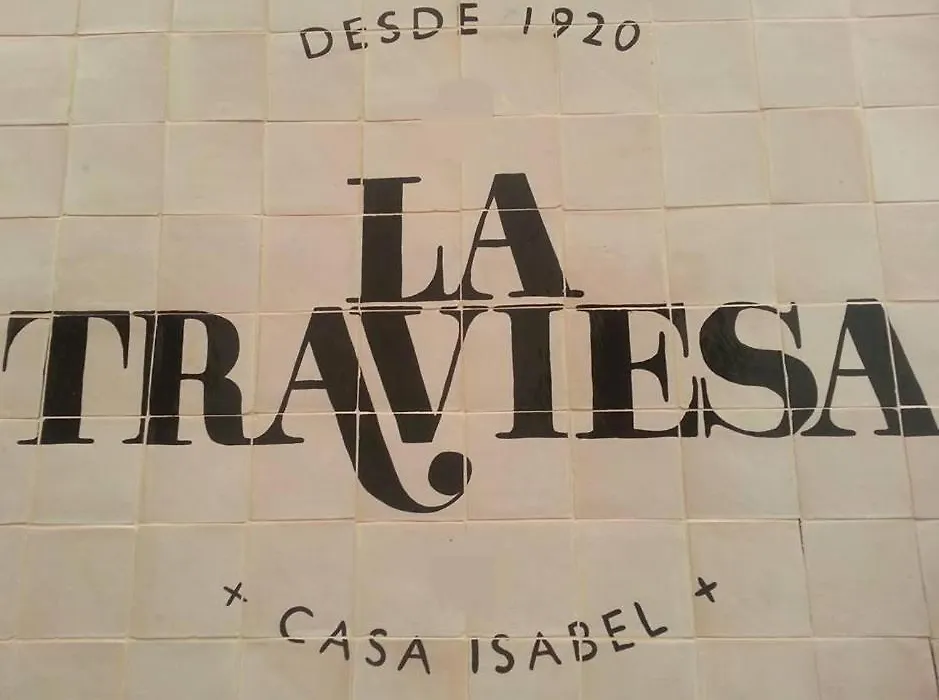 DESDE 1920
LA
TRAVIESA
x CASA ISABEL x